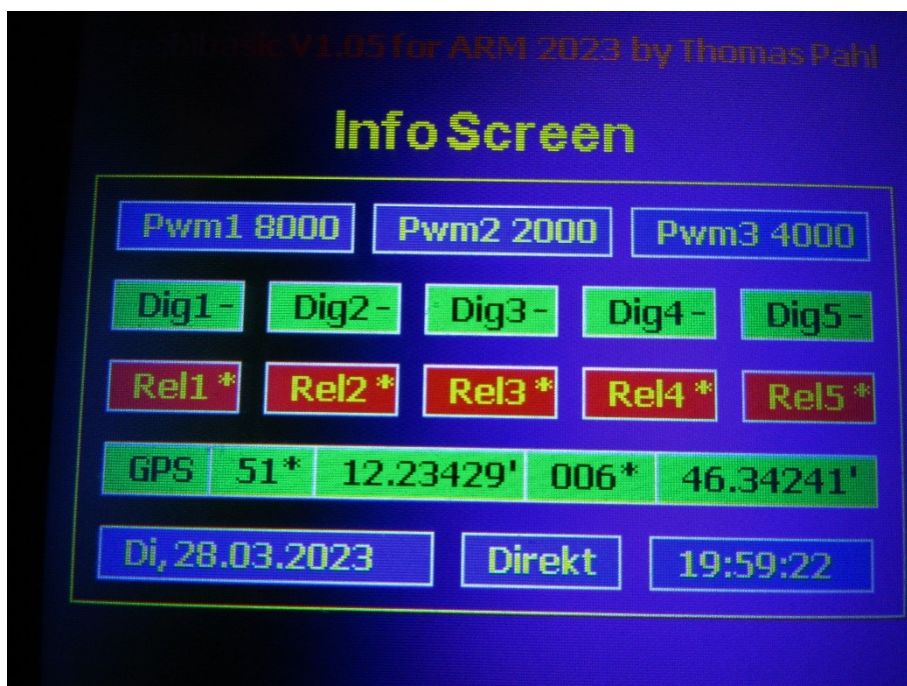 pahlbasic V1.05 for ARM 2023 by Thomas Pahl
Info Screen
Pwm1 8000 Pwm2 2000 Pwm3 4000
Dig1 - Dig2 - Dig3 - Dig4 - Dig5 -
Rel1 * Rel2 * Rel3 * Rel4 * Rel5 *
GPS 51* 12.23429' 006* 46.34241'
Di, 28.03.2023 Direkt 19:59:22